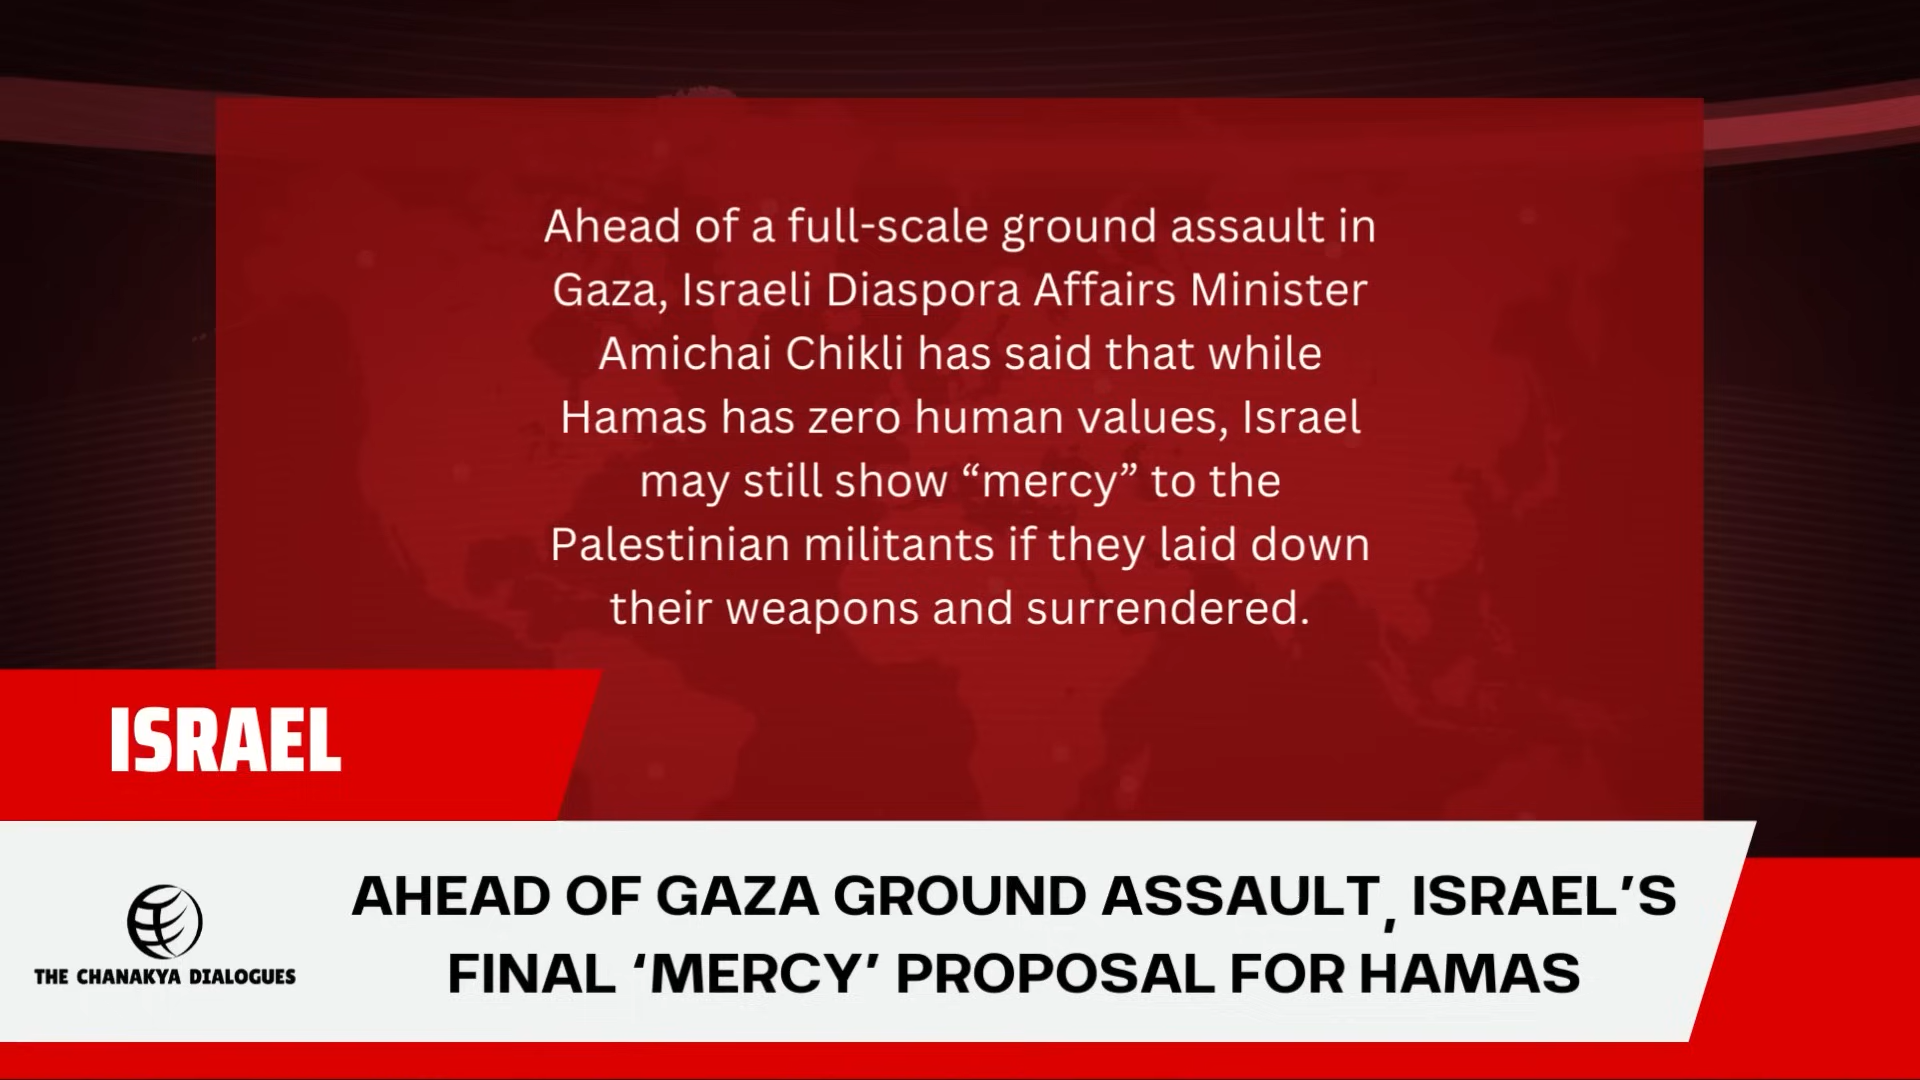 Ahead of a full-scale ground assault in
Gaza, Israeli Diaspora Affairs Minister
Amichai Chikli has said that while
Hamas has zero human values, Israel
may still show “mercy” to the
Palestinian militants if they laid down
their weapons and surrendered.
ISRAEL
THE CHANAKYA DIALOGUES
AHEAD OF GAZA GROUND ASSAULT, ISRAEL’S
FINAL ‘MERCY’ PROPOSAL FOR HAMAS